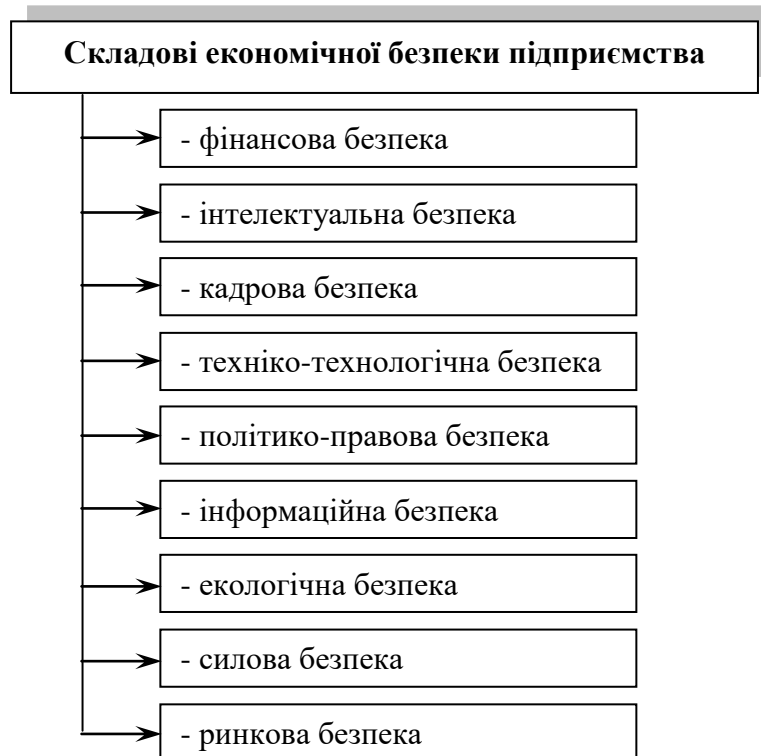 Складові економічної безпеки підприємства
- фінансова безпека
- інтелектуальна безпека
- кадрова безпека
- техніко-технологічна безпека
- політико-правова безпека
- інформаційна безпека
- екологічна безпека
- силова безпека
- ринкова безпека